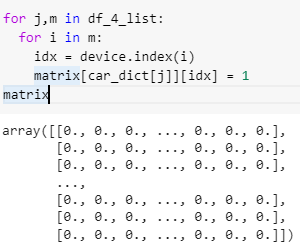 for j,m in df_4_list:
  for i in m:
    idx = device.index(i)
    matrix[car_dict[j]][idx] = 1
matrix
array([[0., 0., 0., ..., 0., 0., 0.],
       [0., 0., 0., ..., 0., 0., 0.],
       [0., 0., 0., ..., 0., 0., 0.],
       ...,
       [0., 0., 0., ..., 0., 0., 0.],
       [0., 0., 0., ..., 0., 0., 0.],
       [0., 0., 0., ..., 0., 0., 0.]])